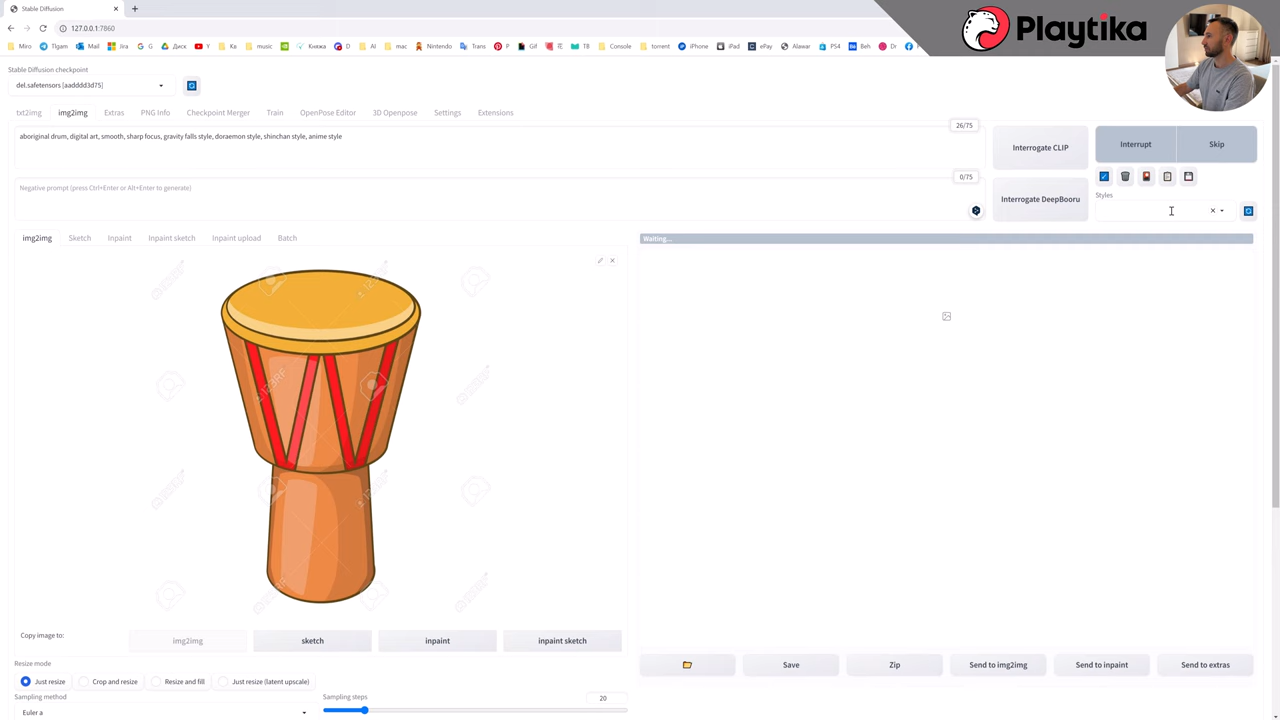 Stable Diffusion
127.0.0.1:7860
Playtika
Miro
Tlgam
Mail
Jira
G
Диск
Y
Ка
music
Княжа
D
AI
mac
Nintendo
Trans
P
Gif
IE
TB
Console
torrent
iPhone
iPad
ePay
Alawar
PS4
Beh
Dr
Stable Diffusion checkpoint
del.safetensors [aadddd3d75]
txt2img img2img Extras PNG Info Checkpoint Merger Train OpenPose Editor 3D Openpose Settings Extensions
26/75
aboriginal drum, digital art, smooth, sharp focus, gravity falls style, doraemon style, shinchan style, anime style
Interrogate CLIP
Interrupt
Skip
0/75
Negative prompt (press Ctrl+Enter or Alt+Enter to generate)
Interrogate DeepBooru
Styles
img2img Sketch Inpaint Inpaint sketch Inpaint upload Batch
Waiting...
123RF
Copy image to:
img2img
sketch
inpaint
inpaint sketch
Save
Zip
Send to img2img
Send to inpaint
Send to extras
Resize mode
Just resize
Crop and resize
Resize and fill
Just resize (latent upscale)
Sampling method
Euler a
Sampling steps
20